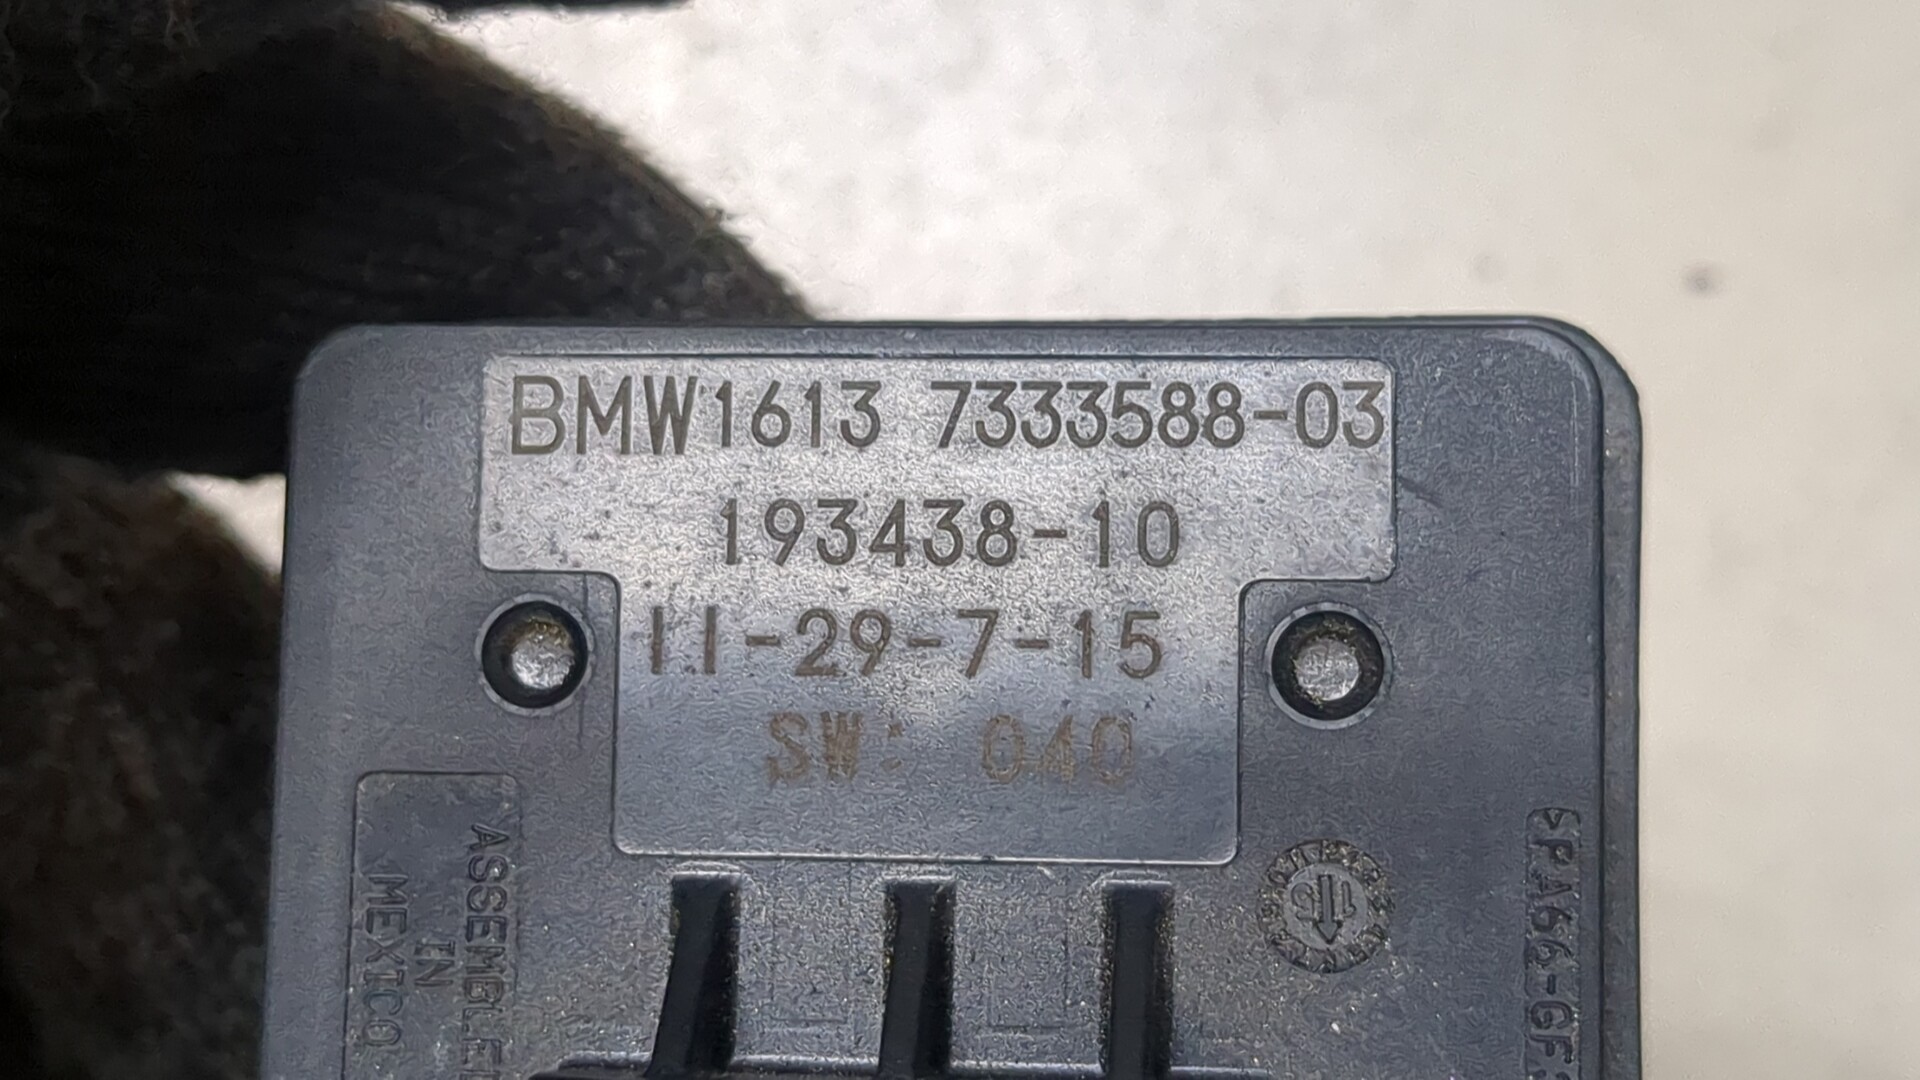 BMW1613 7333588-03
193438-10
11-29-7-15
SW: 040
ASSEMBLED
IN
MEXICO
>PA66-GF